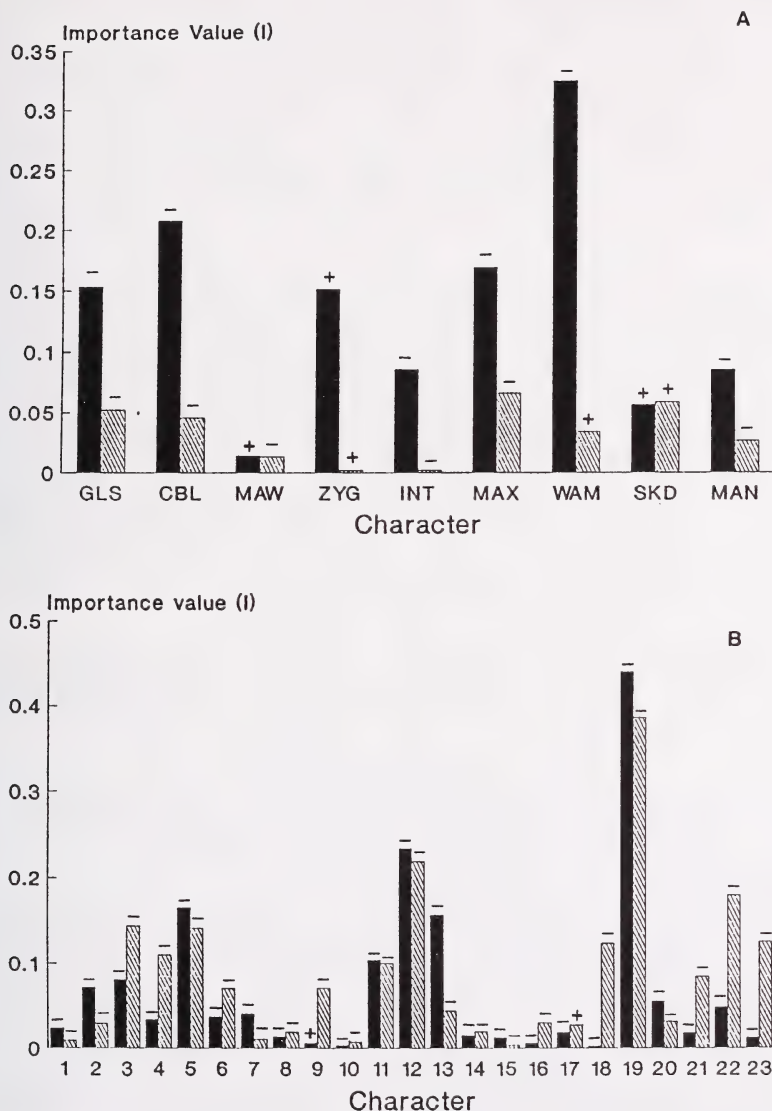 Importance Value (I)
A
0.35
0.3
0.35
0.2
0.15
0.1
0.05
0
− − − − + − + + − − − − − − + + + − −
GLS CBL MAW ZYG INT MAX WAM SKD MAN
Character
Importance value (I)
B
0.5
0.4
0.3
0.2
0.1
0
+ +
1 2 3 4 5 6 7 8 9 10 11 12 13 14 15 16 17 18 19 20 21 22 23
Character